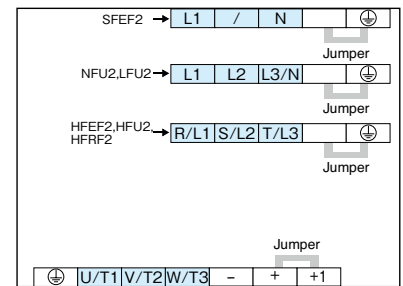 SFEF2 L1 / N
Jumper
NFU2,LFU2 L1 L2 L3/N
Jumper
HFEF2,HFU2,
HFRF2 R/L1 S/L2 T/L3
Jumper
Jumper
U/T1 V/T2 W/T3 – + +1